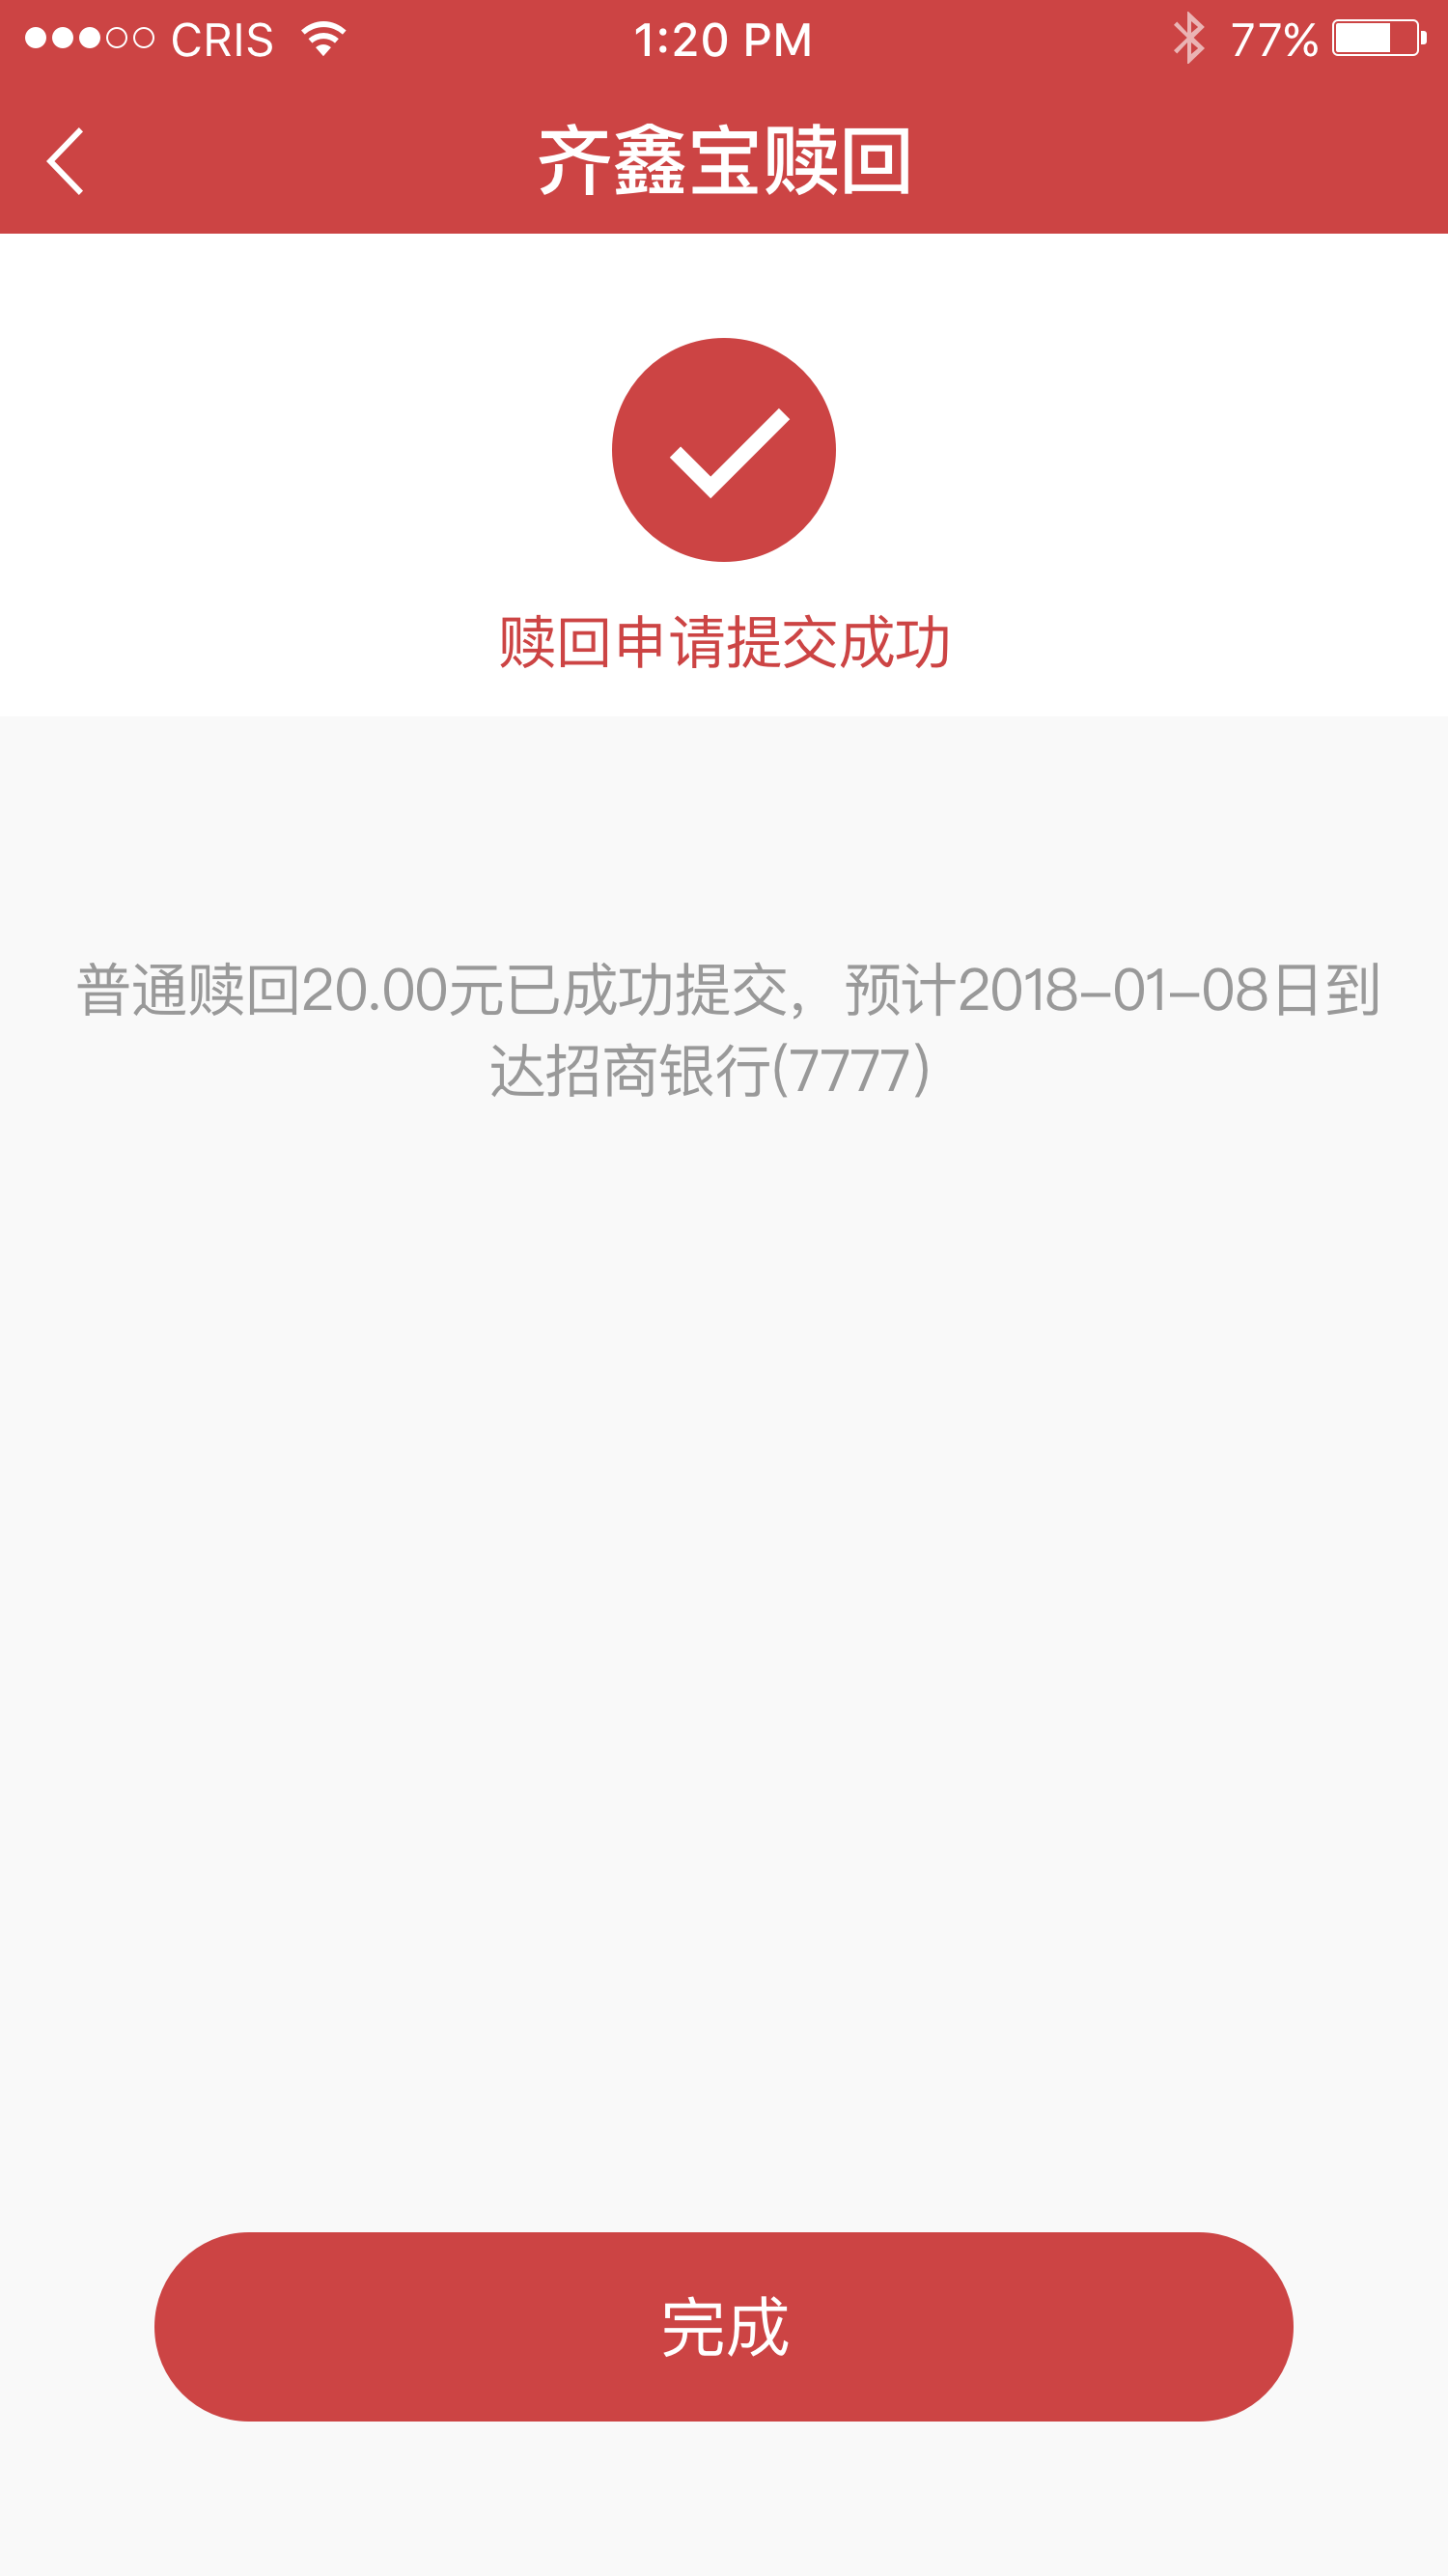 CRIS 1:20 PM 77%
齐鑫宝赎回
赎回申请提交成功
普通赎回20.00元已成功提交，预计2018-01-08日到
达招商银行(7777)
完成